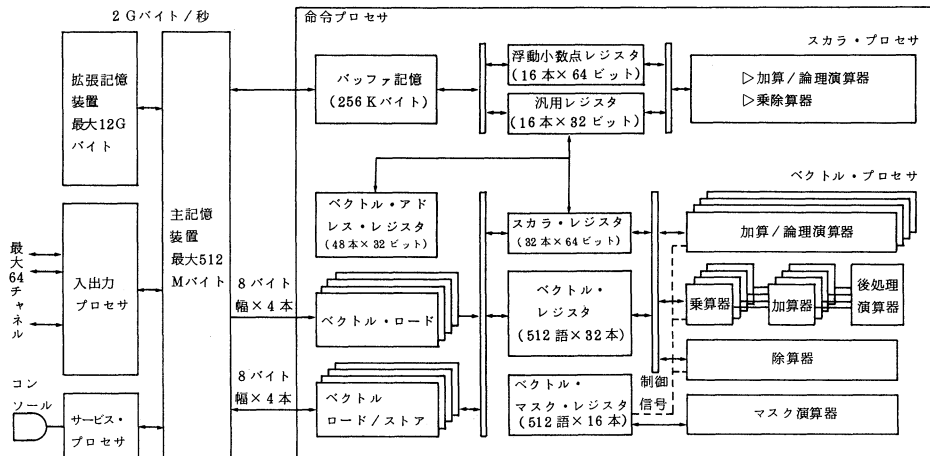 2Gバイト/秒
命令プロセサ
拡張記憶
装置
最大12G
バイト
最大64チャネル
入出力
プロセサ
コン
ソール
サービス・
プロセサ
主記憶
装置
最大512
Mバイト
8バイト
幅×4本
8バイト
幅×4本
バッファ記憶
(256Kバイト)
浮動小数点レジスタ
(16本×64ビット)
汎用レジスタ
(16本×32ビット)
スカラ・プロセサ
▷加算/論理演算器
▷乗除算器
ベクトル・アド
レス・レジスタ
(48本×32ビット)
ベクトル・ロード
ベクトル
ロード/ストア
スカラ・レジスタ
(32本×64ビット)
ベクトル・
レジスタ
(512語×32本)
ベクトル・
マスク・レジスタ
(512語×16本)
制御
信号
ベクトル・プロセサ
加算/論理演算器
乗算器
加算器
後処理
演算器
除算器
マスク演算器